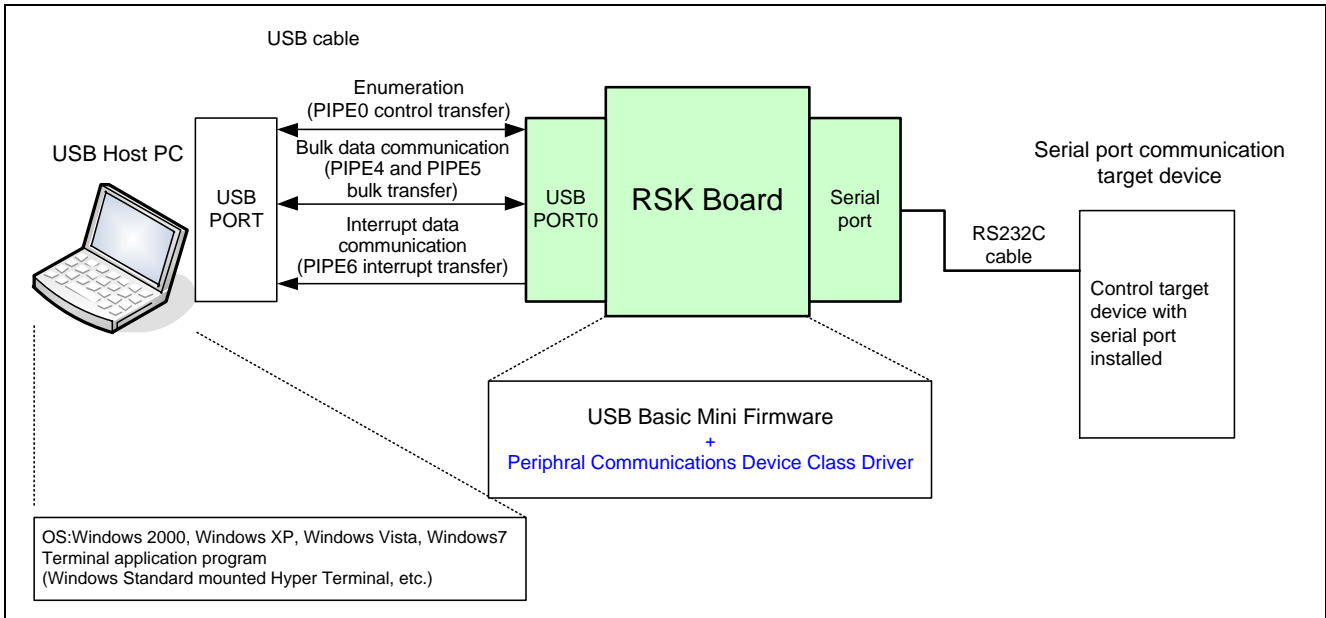 USB cable
Enumeration
(PIPE0 control transfer)
Bulk data communication
(PIPE4 and PIPE5
bulk transfer)
Interrupt data
communication
(PIPE6 interrupt transfer)
USB Host PC
USB
PORT
USB
PORT0
RSK Board
Serial
port
RS232C
cable
Serial port communication
target device
Control target
device with
serial port
installed
USB Basic Mini Firmware
+
Periphral Communications Device Class Driver
OS:Windows 2000, Windows XP, Windows Vista, Windows7
Terminal application program
(Windows Standard mounted Hyper Terminal, etc.)